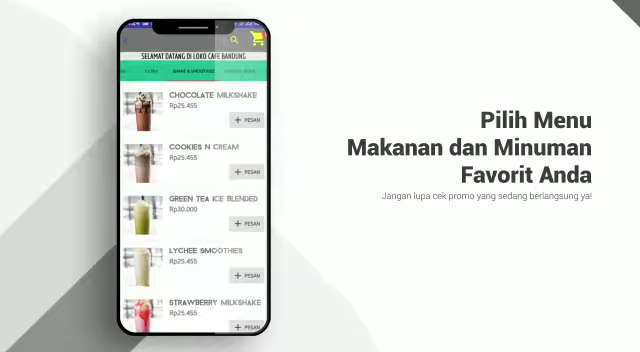 SELAMAT DATANG DI LOKO CAFE BANDUNG
EXTRA SHAKE & SMOOTHIES
CHOCOLATE MILKSHAKE
Rp25.455
+ PESAN
COOKIES N CREAM
Rp25.455
+ PESAN
GREEN TEA ICE BLENDED
Rp30.000
+ PESAN
LYCHEE SMOOTHIES
Rp25.455
+ PESAN
STRAWBERRY MILKSHAKE
Rp25.455
+ PESAN
Pilih Menu
Makanan dan Minuman
Favorit Anda
Jangan lupa cek promo yang sedang berlangsung ya!